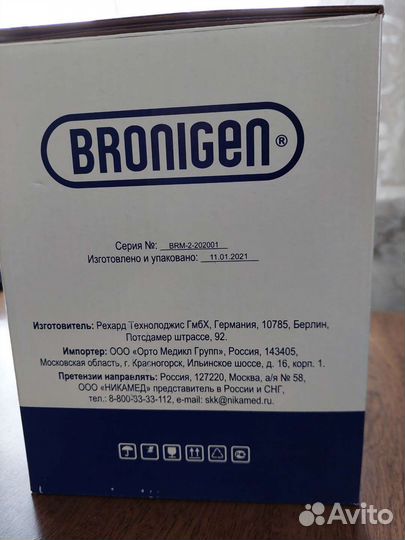 BRONIGEN®
Серия №: BRM-2-202001
Изготовлено и упаковано: 11.01.2021
Изготовитель: Рехард Технолоджис ГмбХ, Германия, 10785, Берлин,
Потсдамер штрассе, 92.
Импортер: ООО «Орто Медикл Групп», Россия, 143405,
Московская область, г. Красногорск, Ильинское шоссе, д. 16, корп. 1.
Претензии направлять: Россия, 127220, Москва, а/я № 58,
ООО «НИКАМЕД» представитель в России и СНГ,
тел.: 8-800-33-33-112, e-mail: skk@nikamed.ru.
Avito